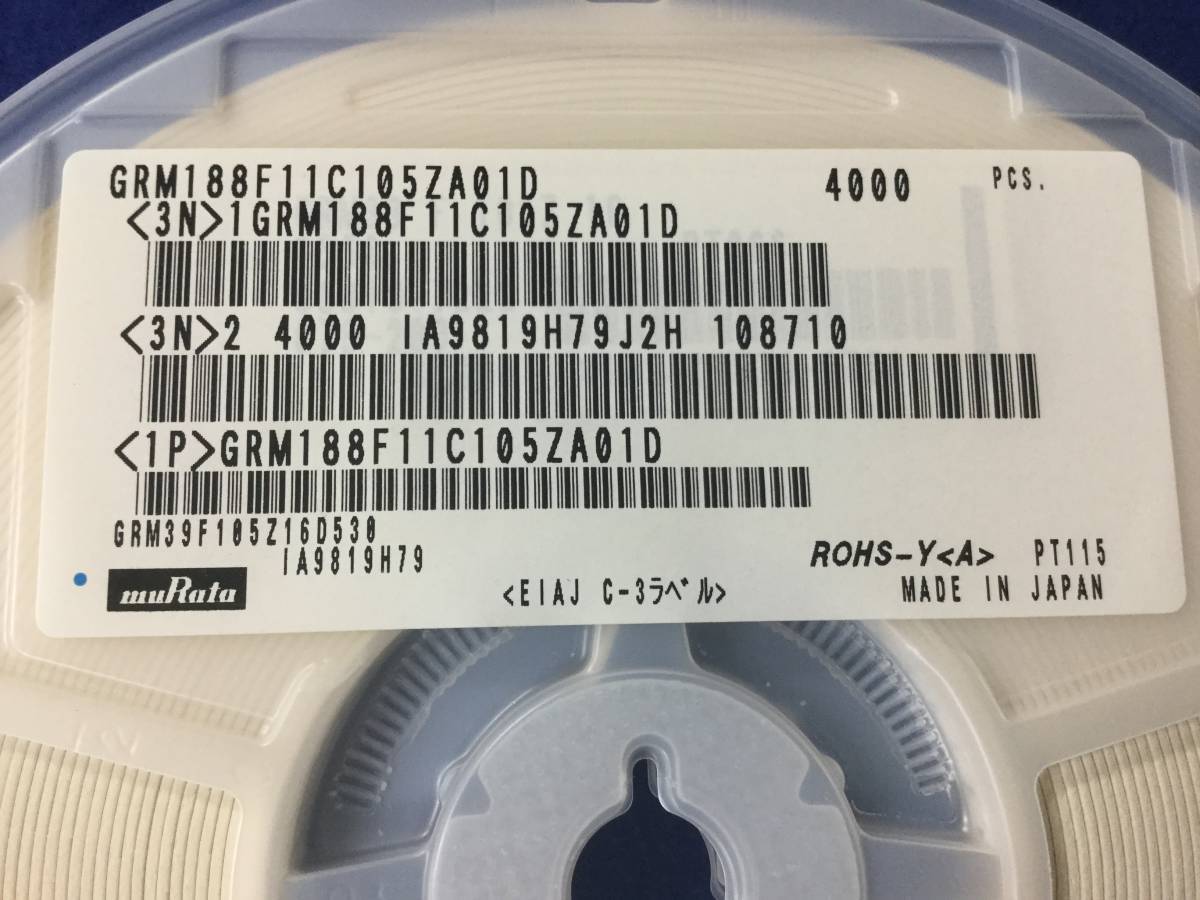 GRM188F11C105ZA01D 4000 PCS.
<3N>1GRM188F11C105ZA01D
<3N>2 4000 IA9819H79J2H 108710
<1P>GRM188F11C105ZA01D
GRM39F105Z16D530
IA9819H79
ROHS-Y<A> PT115
muRata <EIAJ C-3ラベル> MADE IN JAPAN